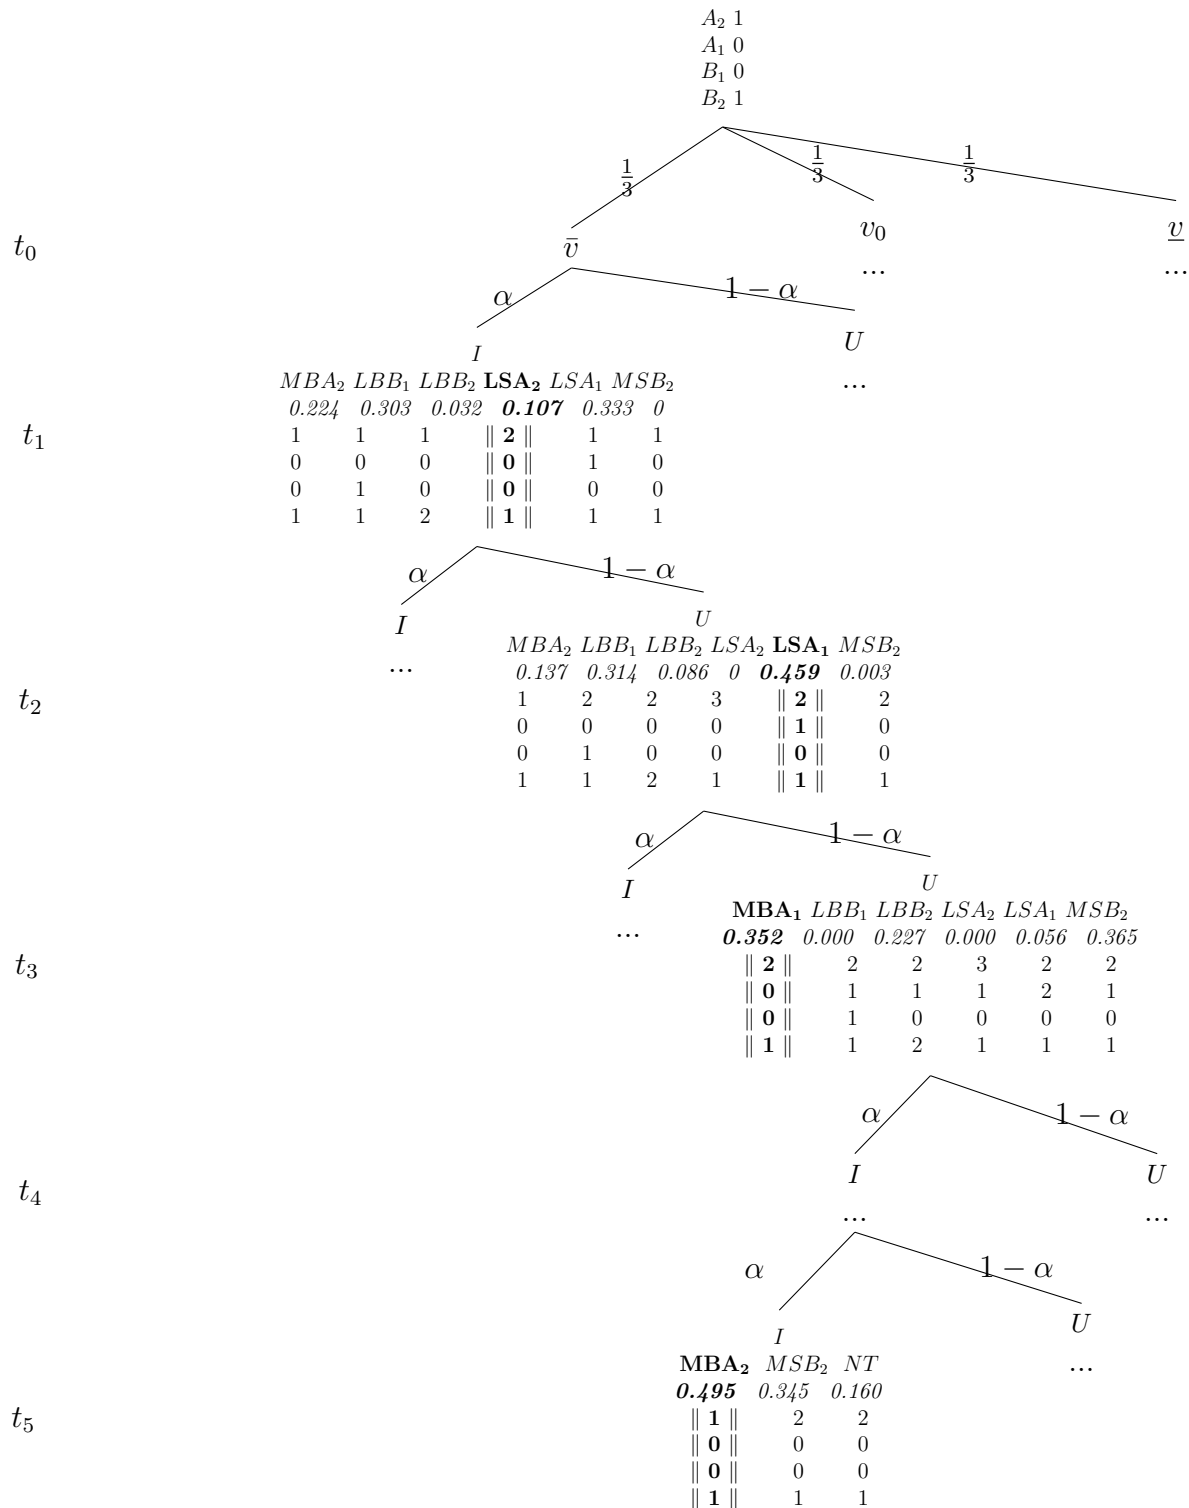 A₂ 1
A₁ 0
B₁ 0
B₂ 1
1/3 1/3 1/3
t₀ v̄ v₀ v̲
... ...
α 1 − α
I U
...
MBA₂ LBB₁ LBB₂ LSA₂ LSA₁ MSB₂
0.224 0.303 0.032 0.107 0.333 0
t₁ 1 1 1 ‖ 2 ‖ 1 1
0 0 0 ‖ 0 ‖ 1 0
0 1 0 ‖ 0 ‖ 0 0
1 1 2 ‖ 1 ‖ 1 1
α 1 − α
I U
...
MBA₂ LBB₁ LBB₂ LSA₂ LSA₁ MSB₂
0.137 0.314 0.086 0 0.459 0.003
t₂ 1 2 2 3 ‖ 2 ‖ 2
0 0 0 0 ‖ 1 ‖ 0
0 1 0 0 ‖ 0 ‖ 0
1 1 2 1 ‖ 1 ‖ 1
α 1 − α
I U
...
MBA₁ LBB₁ LBB₂ LSA₂ LSA₁ MSB₂
0.352 0.000 0.227 0.000 0.056 0.365
t₃ ‖ 2 ‖ 2 2 3 2 2
‖ 0 ‖ 1 1 1 2 1
‖ 0 ‖ 1 0 0 0 0
‖ 1 ‖ 1 2 1 1 1
α 1 − α
I U
t₄
... ...
α 1 − α
I U
...
MBA₂ MSB₂ NT
0.495 0.345 0.160
t₅ ‖ 1 ‖ 2 2
‖ 0 ‖ 0 0
‖ 0 ‖ 0 0
‖ 1 ‖ 1 1